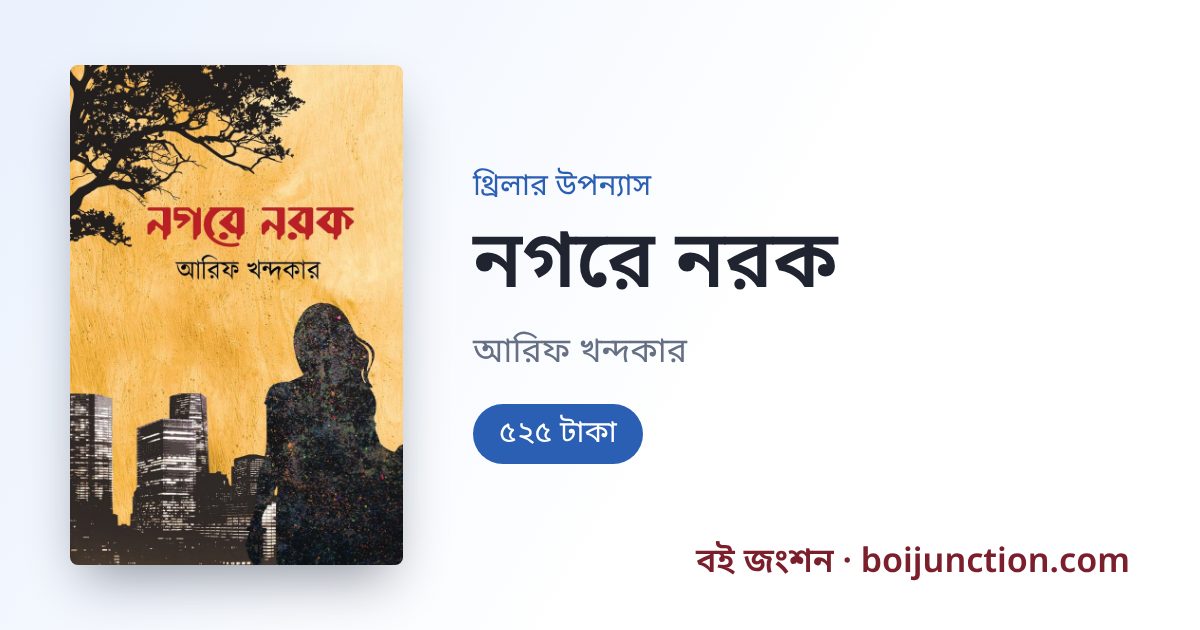 নগরে নরক
আরিফ খন্দকার
থ্রিলার উপন্যাস
নগরে নরক
আরিফ খন্দকার
৫২৫ টাকা
বই জংশন · boijunction.com